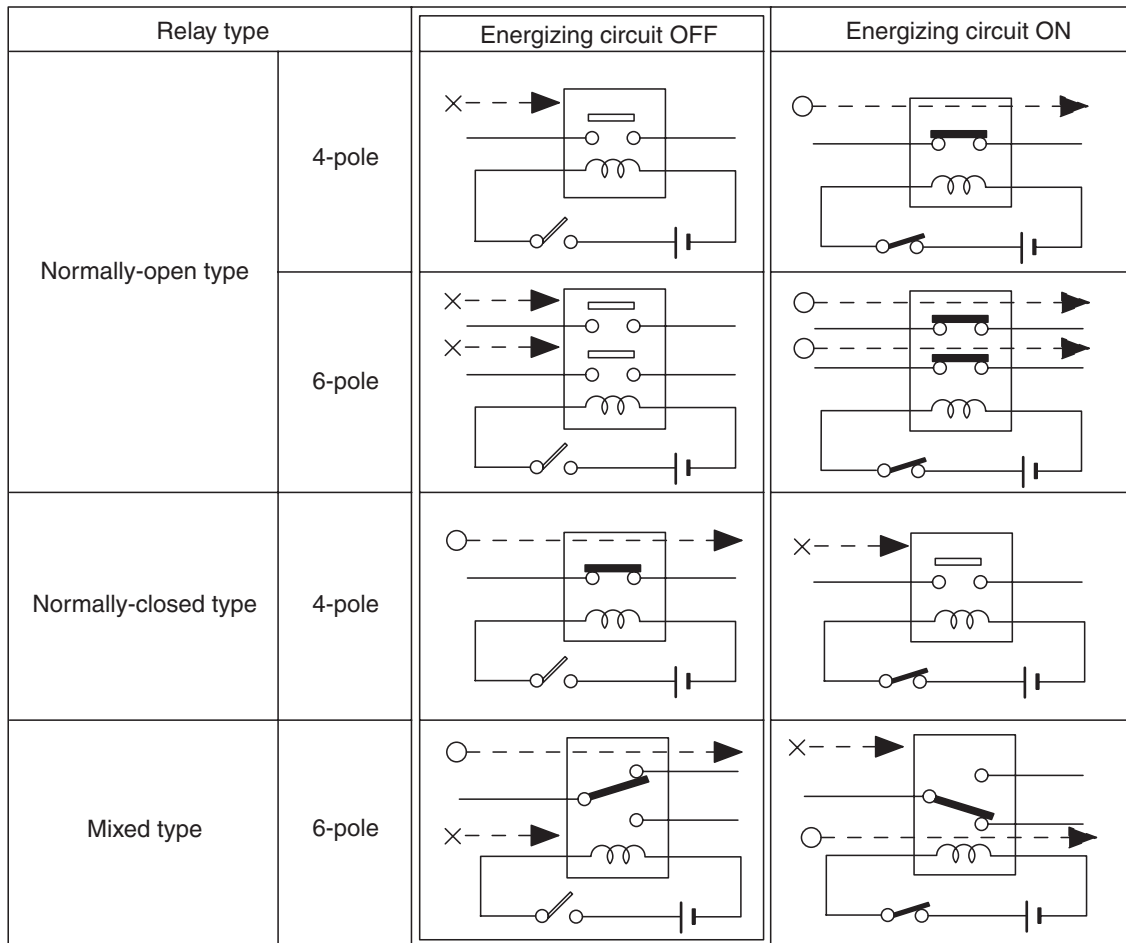 Relay type
Energizing circuit OFF
Energizing circuit ON
Normally-open type
4-pole
6-pole
Normally-closed type
4-pole
Mixed type
6-pole